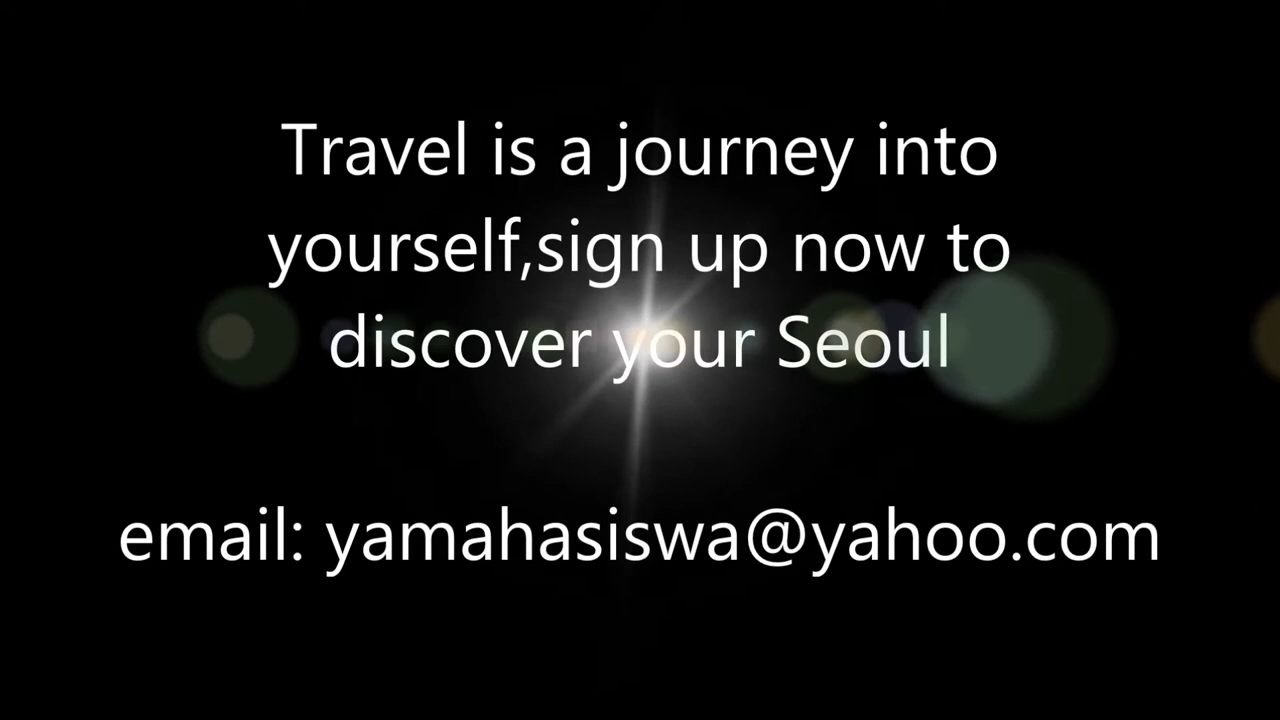 Travel is a journey into
yourself,sign up now to
discover your Seoul
email: yamahasiswa@yahoo.com